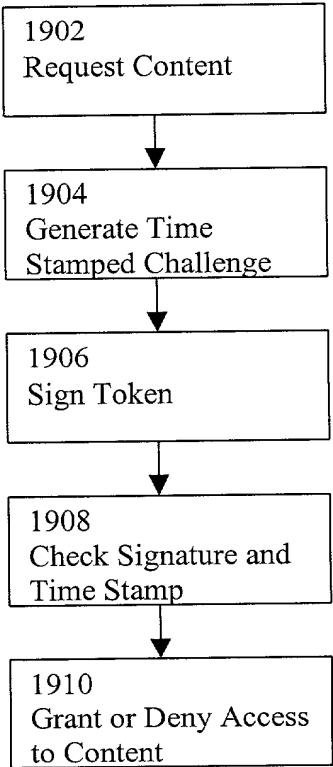 1902
Request Content
1904
Generate Time
Stamped Challenge
1906
Sign Token
1908
Check Signature and
Time Stamp
1910
Grant or Deny Access
to Content